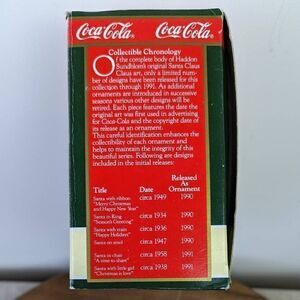 Coca-Cola® Coca-Cola®
Collectible Chronology
Of the complete body of Haddon
Sundblom's original Santa Claus
Claus art, only a limited num-
ber of designs have been released for this
collection through 1991. As additional
ornaments are introduced in successive
seasons various other designs will be
retired. Each piece features the date the
original art was first used in advertising
for Coca-Cola and the copyright date of
its release as an ornament.
This careful identification enhances the
collectibility of each ornament and
helps to maintain the integrity of this
beautiful series. Following are designs
included in the initial releases:
Released
As
Title Date Ornament
Santa with ribbon circa 1949 1990
"Merry Christmas
and Happy New Year"
Santa in Ring circa 1934 1990
"Season's Greeting"
Santa with train circa 1936 1990
"Happy Holidays"
Santa on stool circa 1947 1990
Santa in chair circa 1958 1991
"A time to share"
Santa with little girl circa 1938 1991
"Christmas is love"